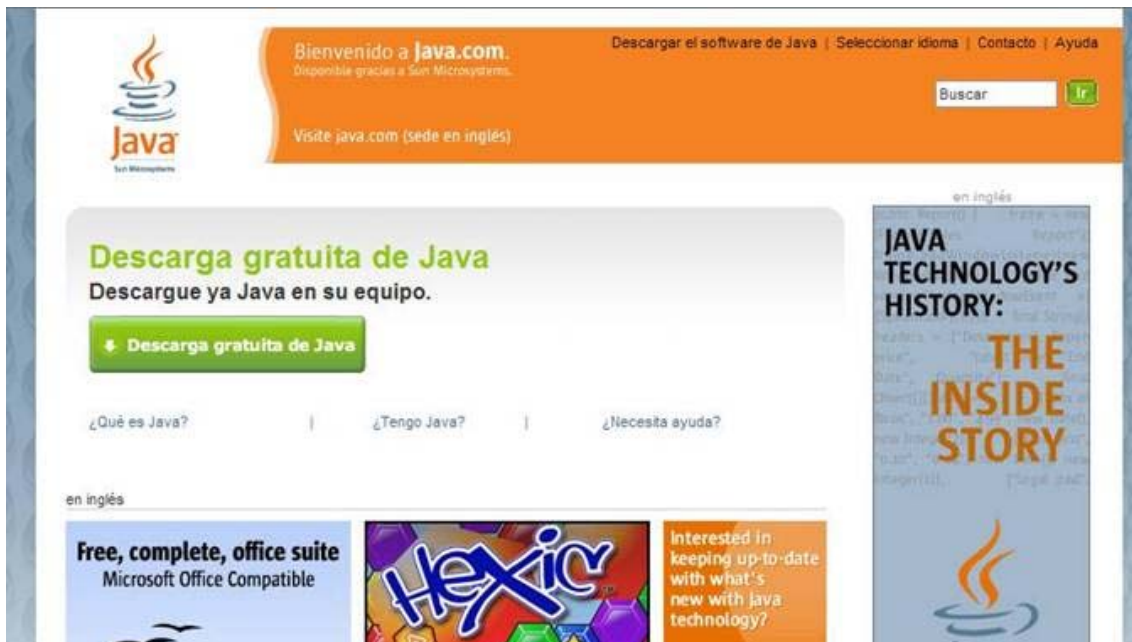 Java
Sun Microsystems
Bienvenido a Java.com.
Disponible gracias a Sun Microsystems.
Visite java.com (sede en inglés)
Descargar el software de Java | Seleccionar idioma | Contacto | Ayuda
Buscar
Ir
Descarga gratuita de Java
Descargue ya Java en su equipo.
Descarga gratuita de Java
¿Qué es Java? | ¿Tengo Java? | ¿Necesita ayuda?
en inglés
Free, complete, office suite
Microsoft Office Compatible
HEXIC
Interested in
keeping up-to-date
with what's
new with Java
technology?
en inglés
JAVA
TECHNOLOGY'S
HISTORY:
THE
INSIDE
STORY